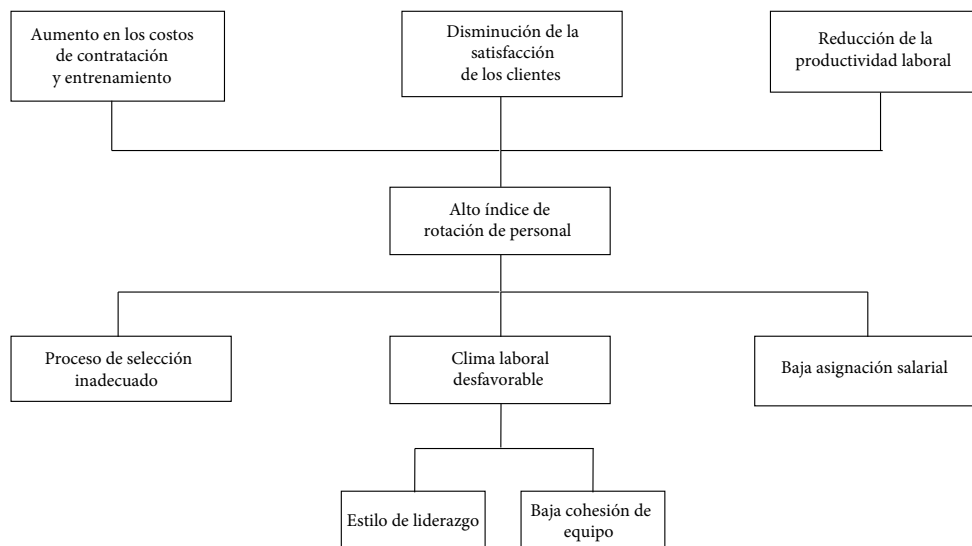 Aumento en los costos
de contratación
y entrenamiento
Disminución de la
satisfacción
de los clientes
Reducción de la
productividad laboral
Alto índice de
rotación de personal
Proceso de selección
inadecuado
Clima laboral
desfavorable
Baja asignación salarial
Estilo de liderazgo
Baja cohesión de
equipo